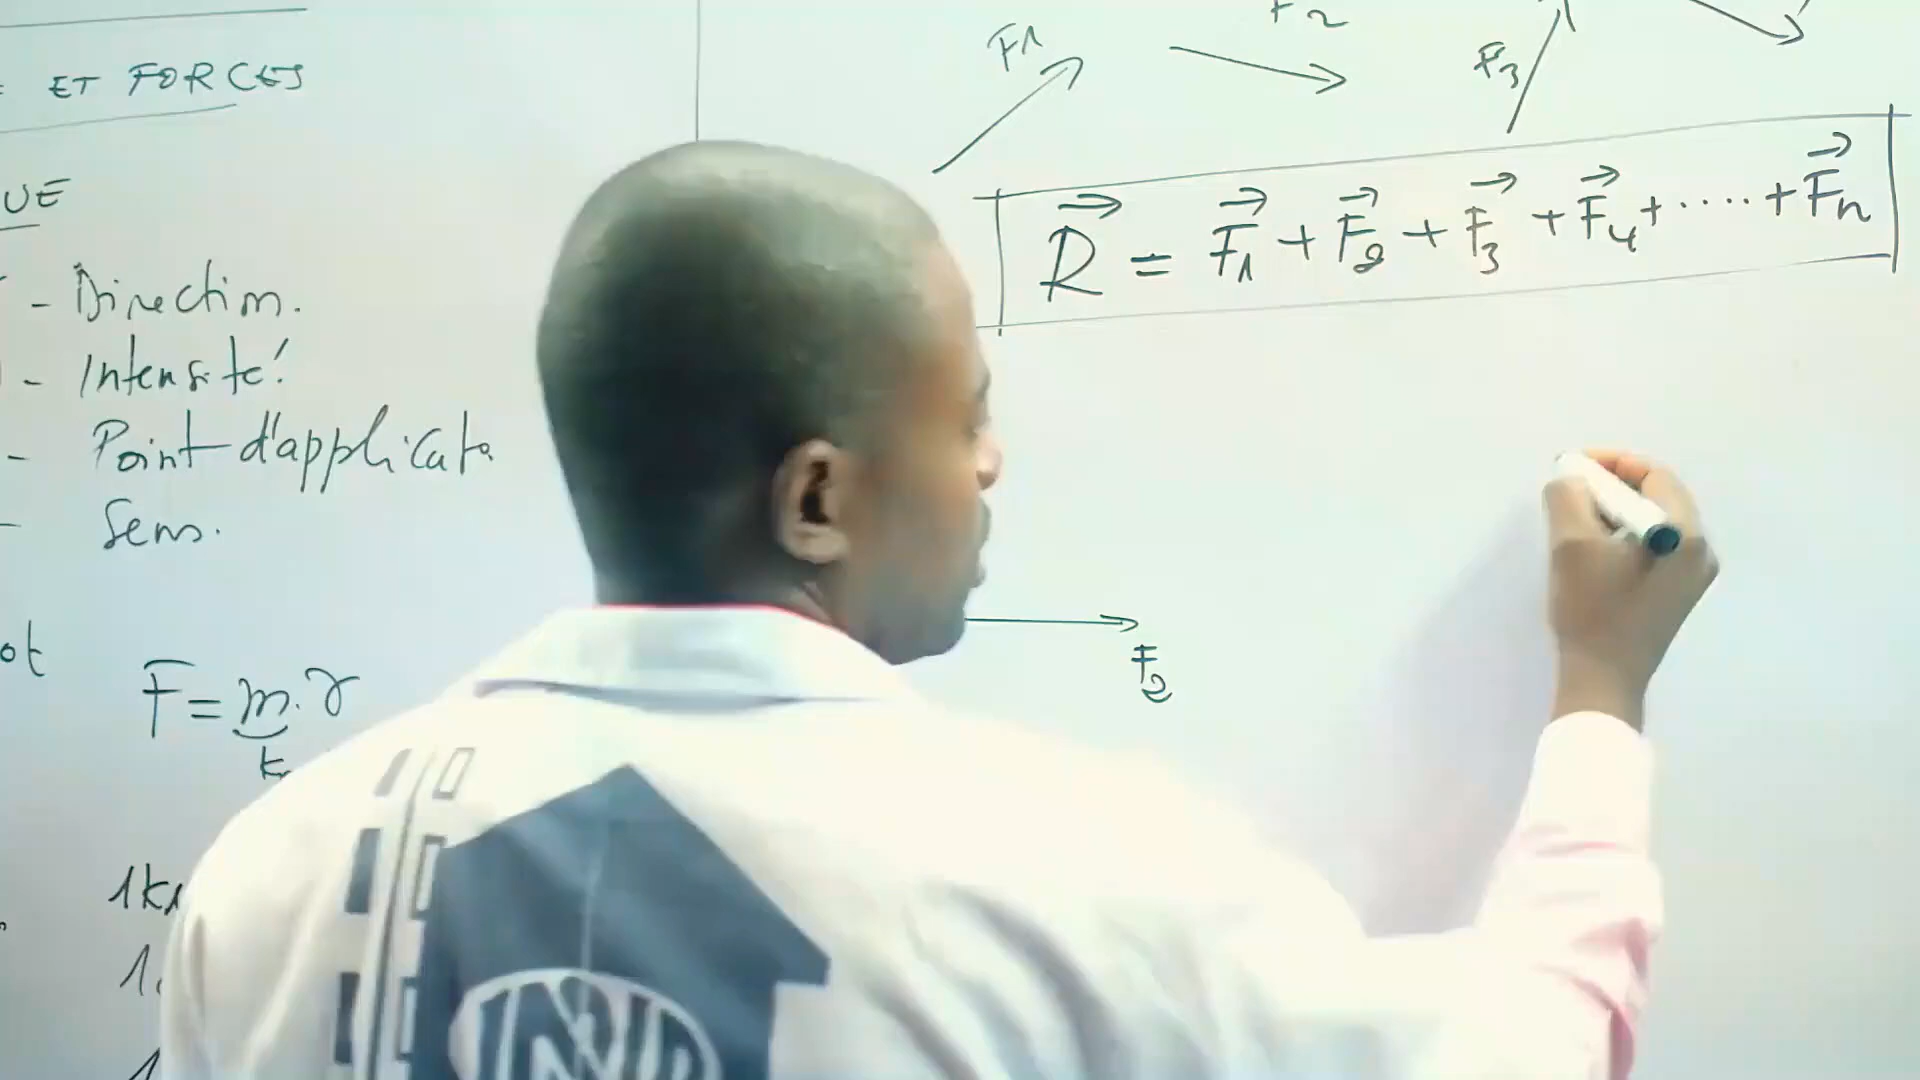 ET FORCES
UE
- Direction.
- Intensité.
- Point d'applicat°
- Sens.
ot
F = m.γ
1k
1
F1
F2
F3
R = F1 + F2 + F3 + F4 + ..... + Fn
F2